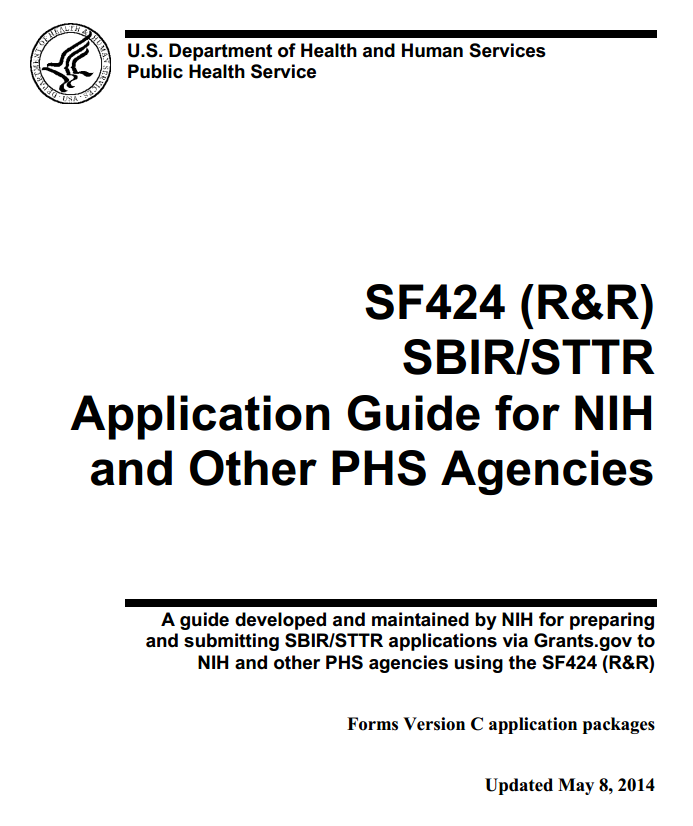 U.S. Department of Health and Human Services
Public Health Service
DEPARTMENT OF HEALTH & HUMAN SERVICES · USA
SF424 (R&R)
SBIR/STTR
Application Guide for NIH
and Other PHS Agencies
A guide developed and maintained by NIH for preparing
and submitting SBIR/STTR applications via Grants.gov to
NIH and other PHS agencies using the SF424 (R&R)
Forms Version C application packages
Updated May 8, 2014